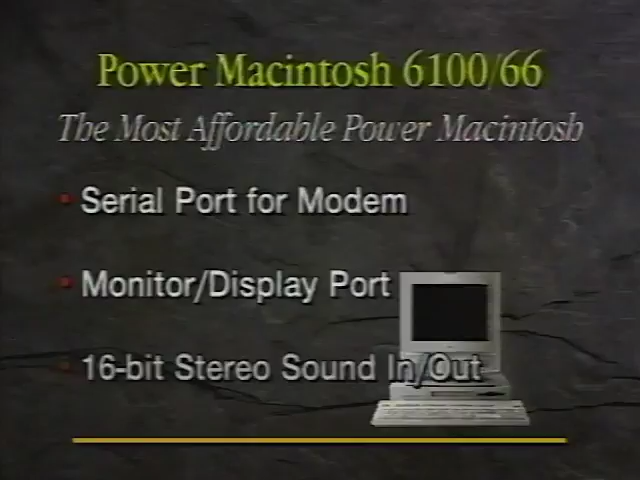 Power Macintosh 6100/66
The Most Affordable Power Macintosh
• Serial Port for Modem
• Monitor/Display Port
• 16-bit Stereo Sound In/Out